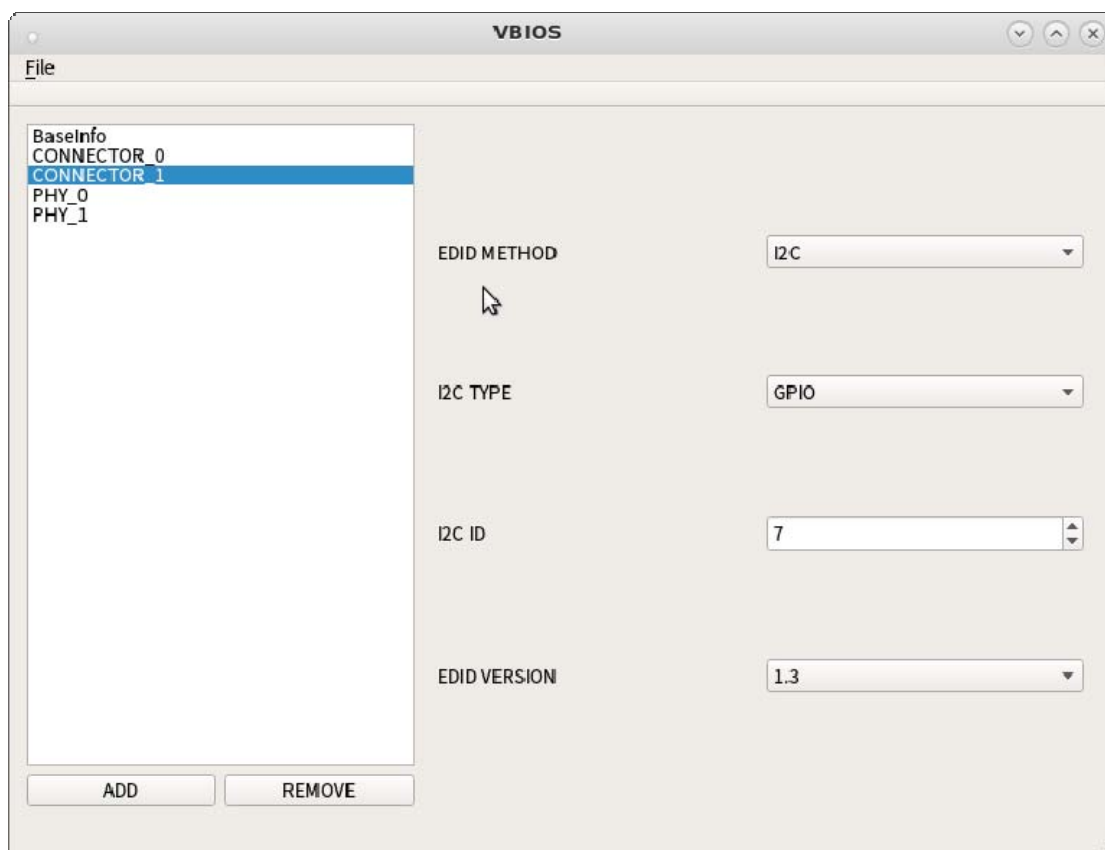 VBIOS
File
BaseInfo
CONNECTOR_0
CONNECTOR_1
PHY_0
PHY_1
EDID METHOD
I2C
I2C TYPE
GPIO
I2C ID
7
EDID VERSION
1.3
ADD
REMOVE